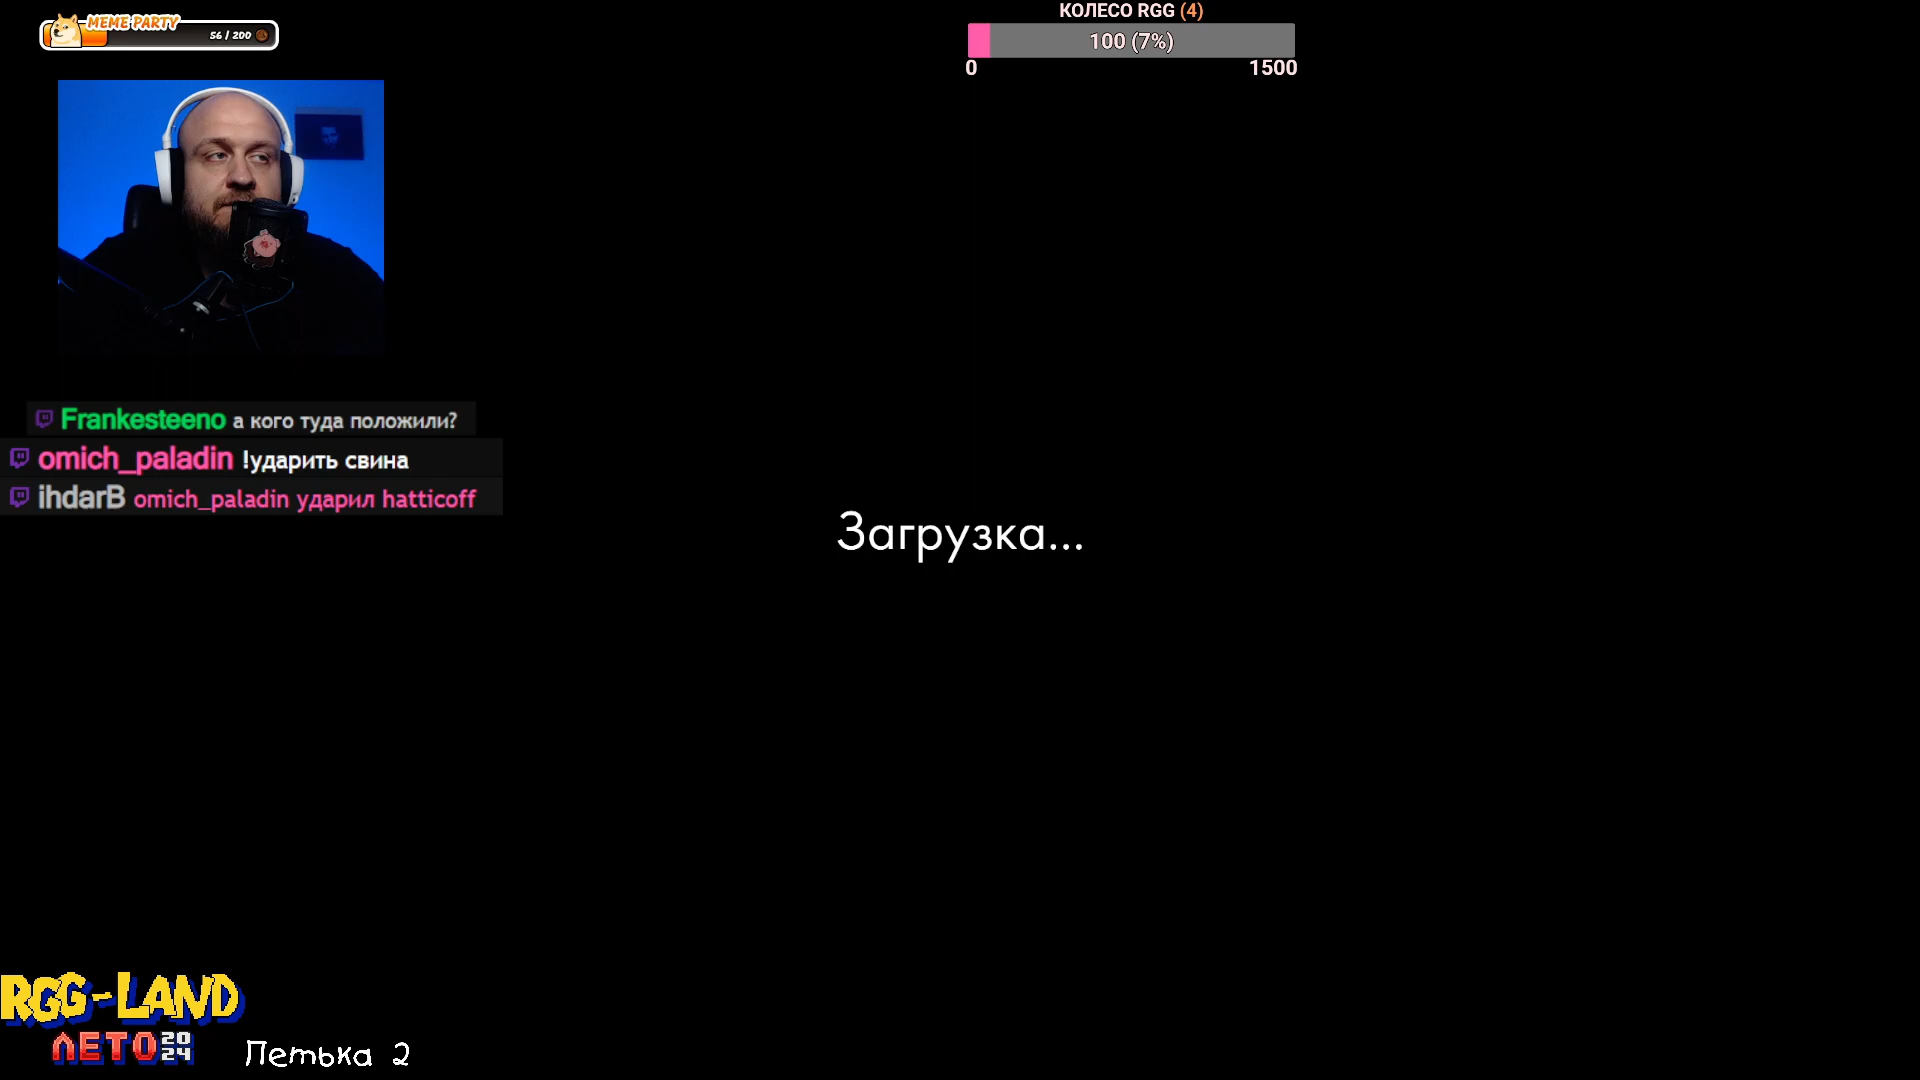 MEME PARTY
56 / 200
КОЛЕСО RGG (4)
100 (7%)
0 1500
Frankesteeno а кого туда положили?
omich_paladin !ударить свина
ihdarB omich_paladin ударил hatticoff
Загрузка...
RGG-LAND
ЛЕТО 2024
Петька 2